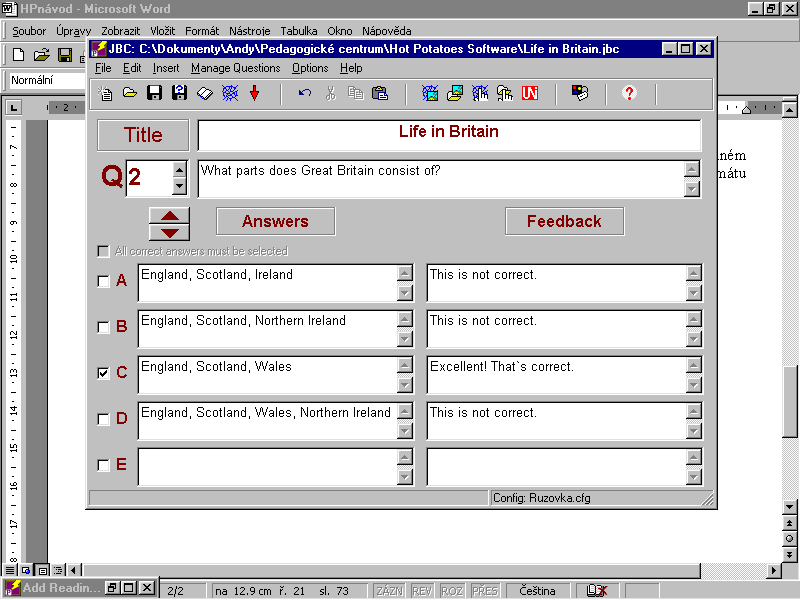 HPnávod - Microsoft Word
Soubor Úpravy Zobrazit Vložit Formát Nástroje Tabulka Okno Nápověda
Normální
JBC: C:\Dokumenty\Andy\Pedagogické centrum\Hot Potatoes Software\Life in Britain.jbc
File Edit Insert Manage Questions Options Help
Title
Life in Britain
Q 2
What parts does Great Britain consist of?
Answers
Feedback
All correct answers must be selected
A England, Scotland, Ireland This is not correct.
B England, Scotland, Northern Ireland This is not correct.
C England, Scotland, Wales Excellent! That`s correct.
D England, Scotland, Wales, Northern Ireland This is not correct.
E
Config: Ruzovka.cfg
Add Readin...
2/2 na 12.9 cm ř. 21 sl. 73 ZÁZN REV ROZ PŘES Čeština